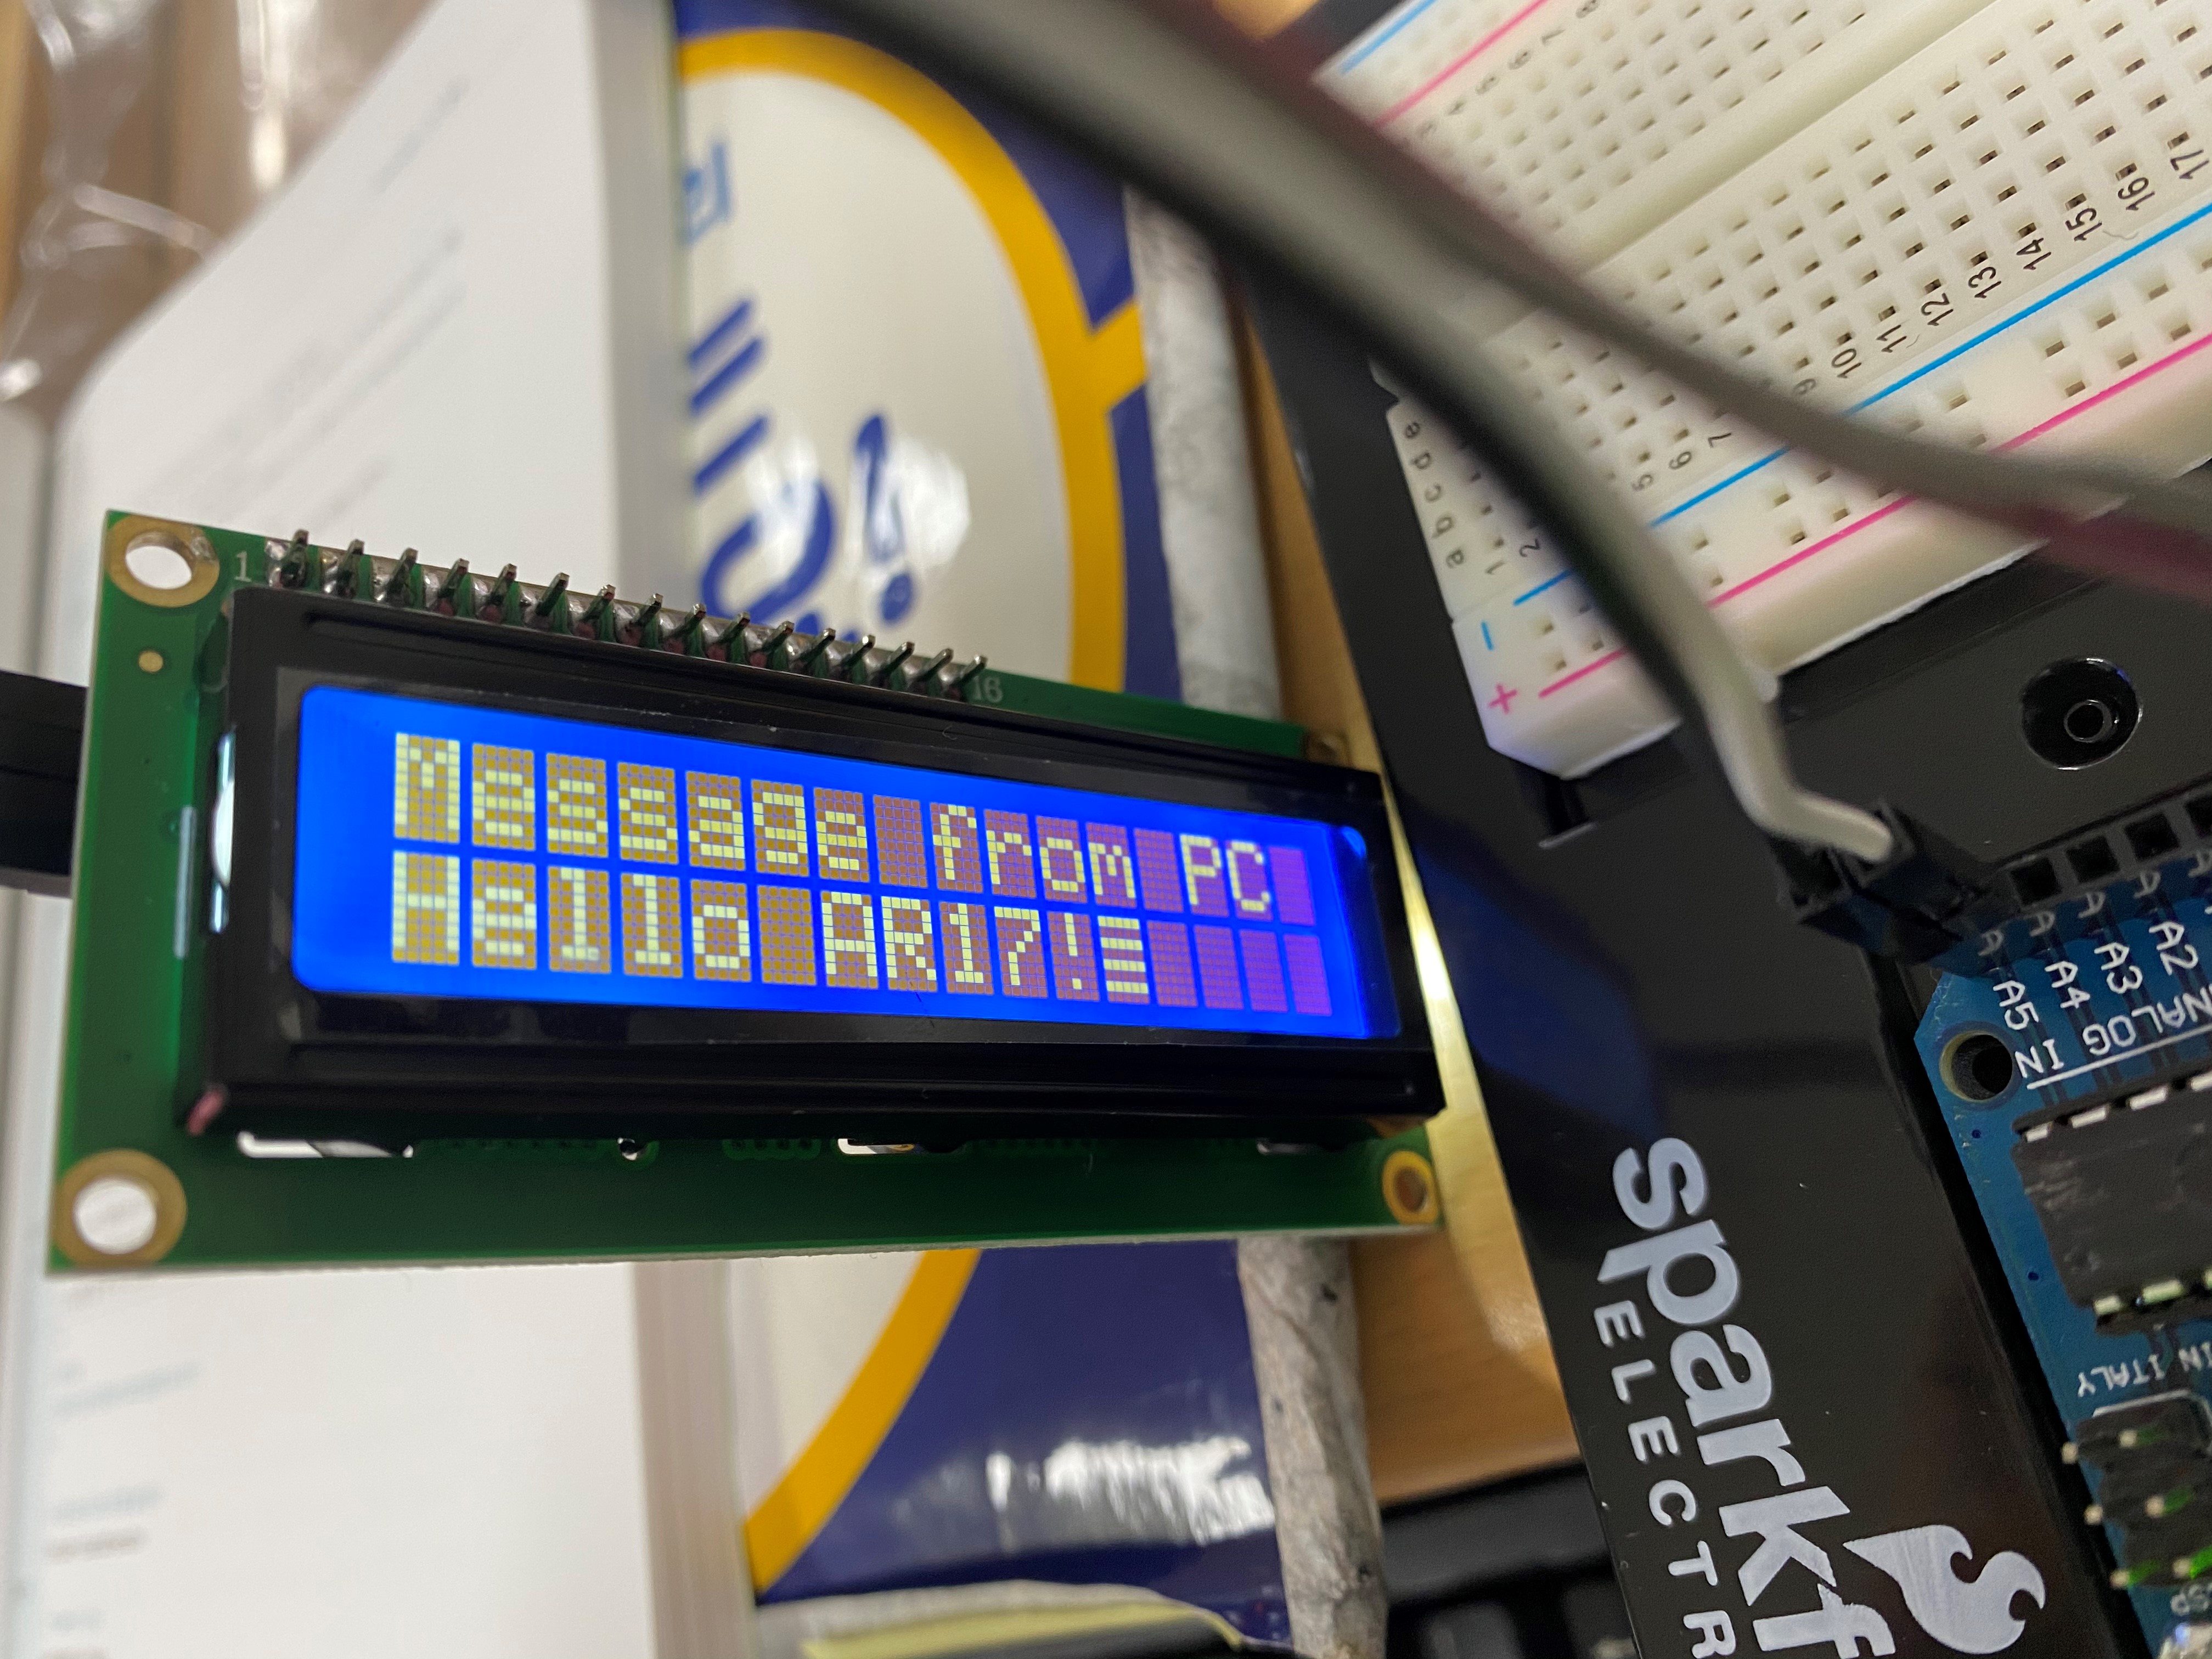 Message from PC
Hello AR17!≡
1
16
a b c d e
1 2 5 6 7 9 10 11 12 13 14 15 16 17
-
+
A2
A3
A4
A5
ANALOG IN
IN ITALY
sparkf
ELECTR